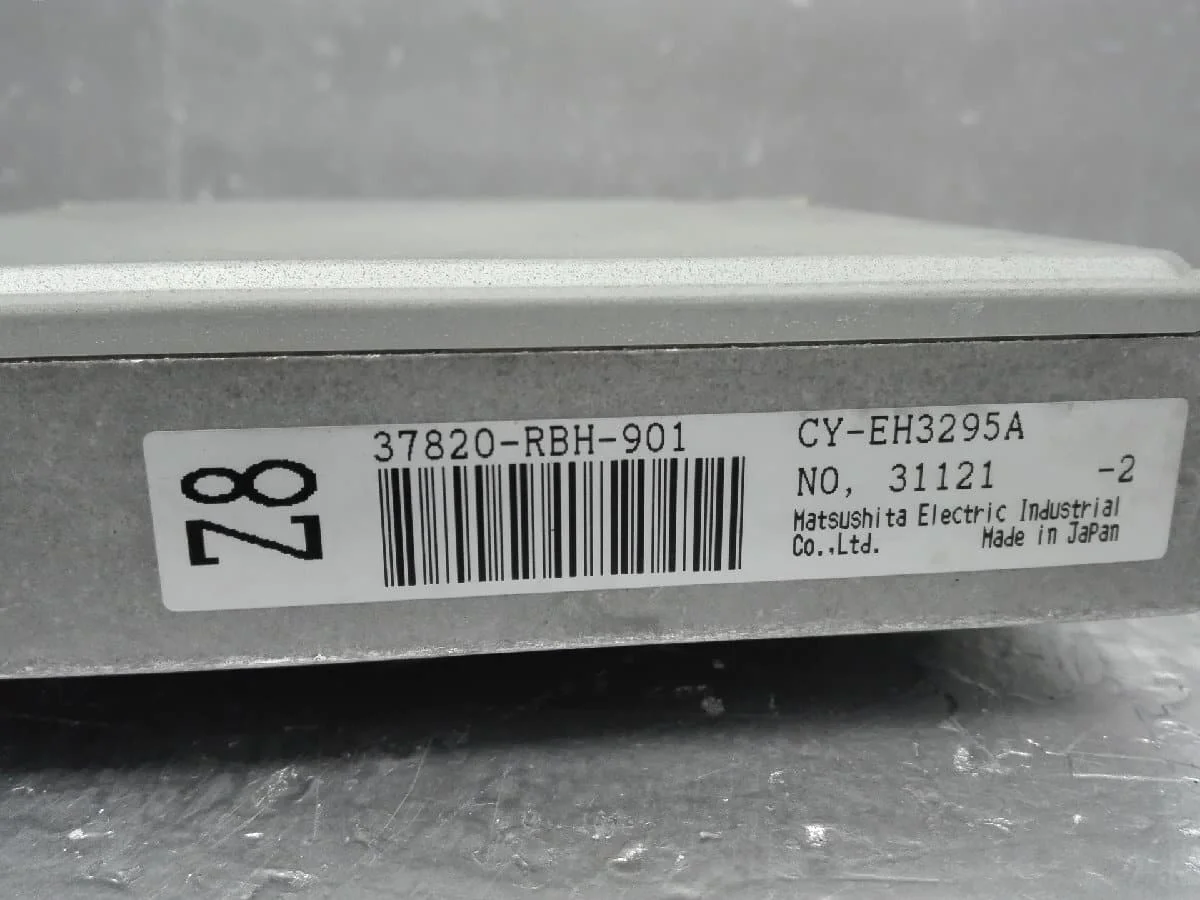 Z8
37820-RBH-901
CY-EH3295A
NO, 31121 -2
Matsushita Electric Industrial
Co.,Ltd. Made in JaPan